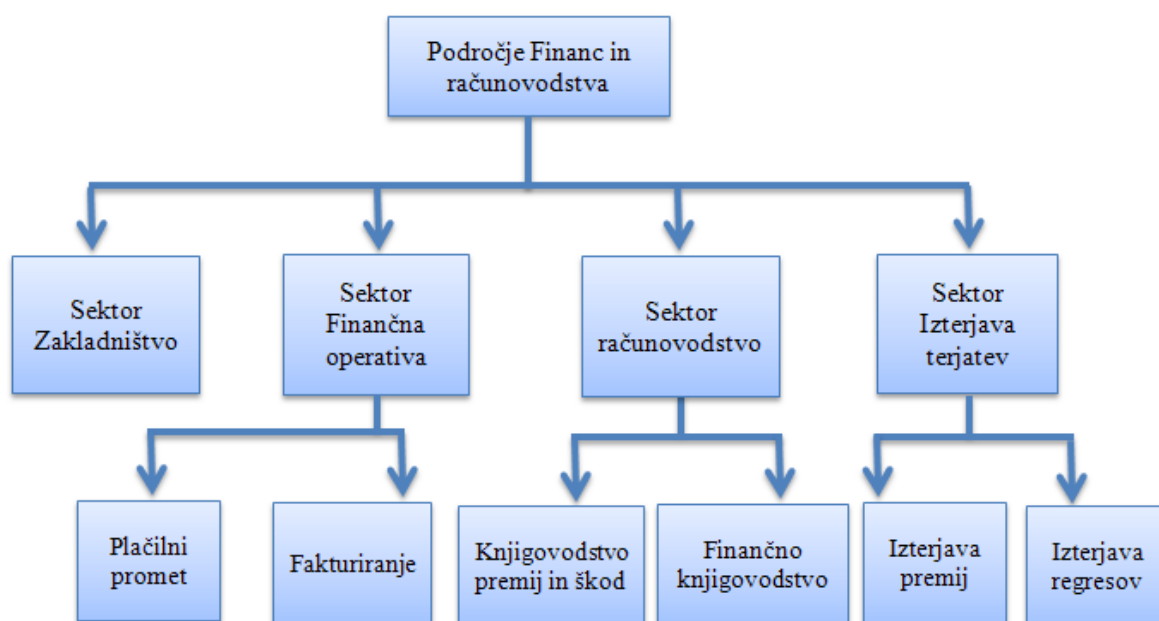 Področje Financ in
računovodstva
Sektor
Zakladništvo
Sektor
Finančna
operativa
Sektor
računovodstvo
Sektor
Izterjava
terjatev
Plačilni
promet
Fakturiranje
Knjigovodstvo
premij in škod
Finančno
knjigovodstvo
Izterjava
premij
Izterjava
regresov